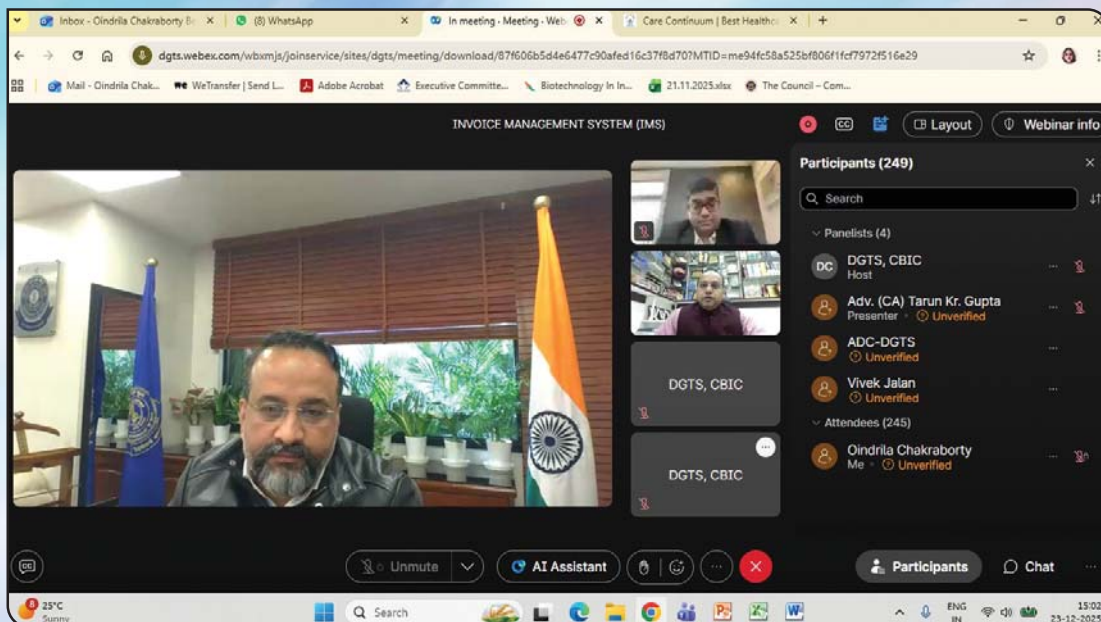 Inbox - Oindrila Chakraborty Be
(8) WhatsApp
In meeting - Meeting - Web
Care Continuum | Best Healthc
dgts.webex.com/wbxmjs/joinservice/sites/dgts/meeting/download/87f606b5d4e6477c90afed16c37f8d70?MTID=me94fc58a525bf806f1fcf7972f516e29
Mail - Oindrila Chak...
WeTransfer | Send L...
Adobe Acrobat
Executive Committe...
Biotechnology In In...
21.11.2025.xlsx
The Council – Com...
INVOICE MANAGEMENT SYSTEM (IMS)
CC
Layout
Webinar info
Participants (249)
Search
Panelists (4)
DC
DGTS, CBIC
Host
Adv. (CA) Tarun Kr. Gupta
Presenter • Unverified
ADC-DGTS
Unverified
Vivek Jalan
Unverified
Attendees (245)
Oindrila Chakraborty
Me • Unverified
DGTS, CBIC
DGTS, CBIC
Unmute
AI Assistant
Participants
Chat
8
25°C
Sunny
Search
ENG
IN
15:02
23-12-2025